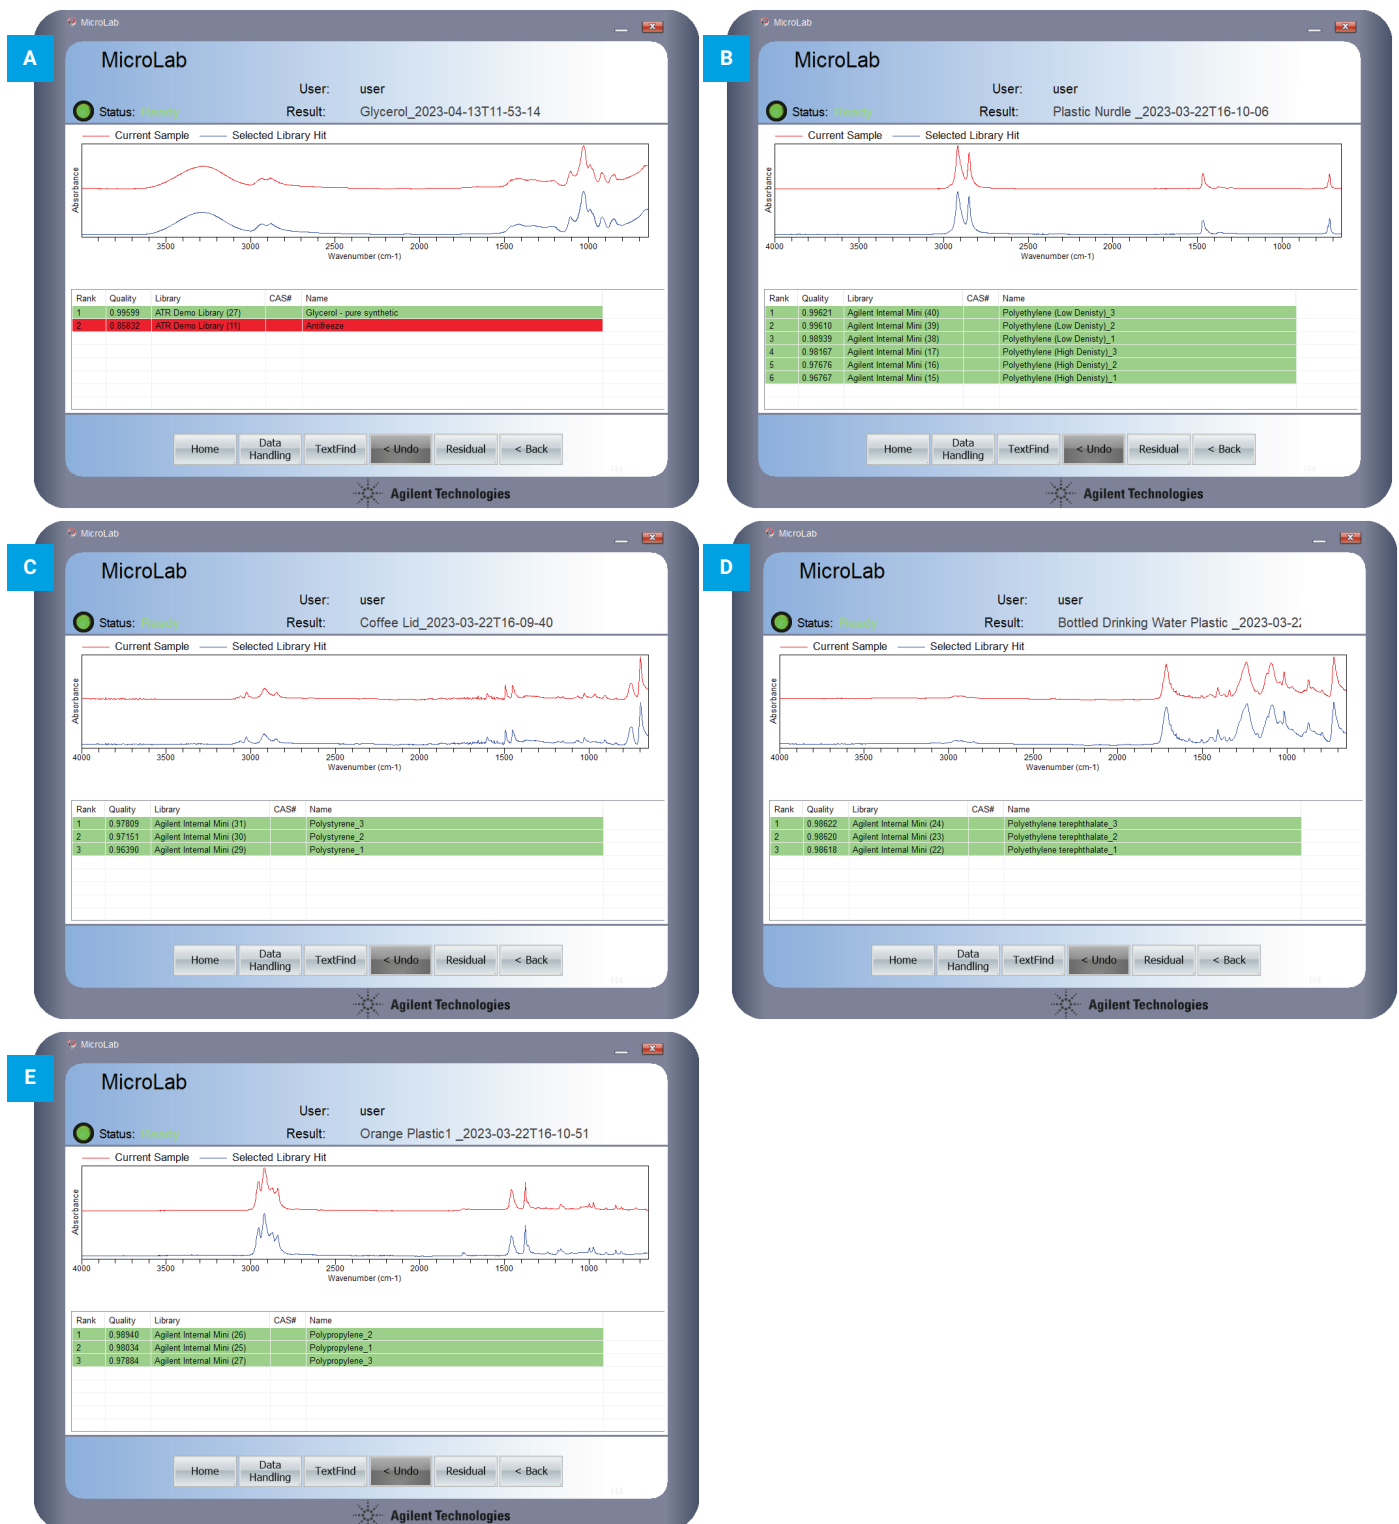 A
MicroLab
MicroLab
User: user
Status: Ready Result: Glycerol_2023-04-13T11-53-14
Current Sample Selected Library Hit
Absorbance
3500 3000 2500 2000 1500 1000
Wavenumber (cm-1)
Rank Quality Library CAS# Name
1 0.99599 ATR Demo Library (27) Glycerol - pure synthetic
2 0.85832 ATR Demo Library (11) Antifreeze
Home Data Handling TextFind < Undo Residual < Back
Agilent Technologies
B
MicroLab
MicroLab
User: user
Status: Ready Result: Plastic Nurdle _2023-03-22T16-10-06
Current Sample Selected Library Hit
Absorbance
4000 3500 3000 2500 2000 1500 1000
Wavenumber (cm-1)
Rank Quality Library CAS# Name
1 0.99621 Agilent Internal Mini (40) Polyethylene (Low Denisty)_3
2 0.99610 Agilent Internal Mini (39) Polyethylene (Low Denisty)_2
3 0.98939 Agilent Internal Mini (38) Polyethylene (Low Denisty)_1
4 0.98167 Agilent Internal Mini (17) Polyethylene (High Denisty)_3
5 0.97676 Agilent Internal Mini (16) Polyethylene (High Denisty)_2
6 0.96767 Agilent Internal Mini (15) Polyethylene (High Denisty)_1
Home Data Handling TextFind < Undo Residual < Back
Agilent Technologies
C
MicroLab
MicroLab
User: user
Status: Ready Result: Coffee Lid_2023-03-22T16-09-40
Current Sample Selected Library Hit
Absorbance
4000 3500 3000 2500 2000 1500 1000
Wavenumber (cm-1)
Rank Quality Library CAS# Name
1 0.97809 Agilent Internal Mini (31) Polystyrene_3
2 0.97151 Agilent Internal Mini (30) Polystyrene_2
3 0.96390 Agilent Internal Mini (29) Polystyrene_1
Home Data Handling TextFind < Undo Residual < Back
Agilent Technologies
D
MicroLab
MicroLab
User: user
Status: Ready Result: Bottled Drinking Water Plastic _2023-03-2
Current Sample Selected Library Hit
Absorbance
4000 3500 3000 2500 2000 1500 1000
Wavenumber (cm-1)
Rank Quality Library CAS# Name
1 0.98622 Agilent Internal Mini (24) Polyethylene terephthalate_3
2 0.98620 Agilent Internal Mini (23) Polyethylene terephthalate_2
3 0.98618 Agilent Internal Mini (22) Polyethylene terephthalate_1
Home Data Handling TextFind < Undo Residual < Back
Agilent Technologies
E
MicroLab
MicroLab
User: user
Status: Ready Result: Orange Plastic1 _2023-03-22T16-10-51
Current Sample Selected Library Hit
Absorbance
4000 3500 3000 2500 2000 1500 1000
Wavenumber (cm-1)
Rank Quality Library CAS# Name
1 0.98940 Agilent Internal Mini (26) Polypropylene_2
2 0.98034 Agilent Internal Mini (25) Polypropylene_1
3 0.97884 Agilent Internal Mini (27) Polypropylene_3
Home Data Handling TextFind < Undo Residual < Back
Agilent Technologies